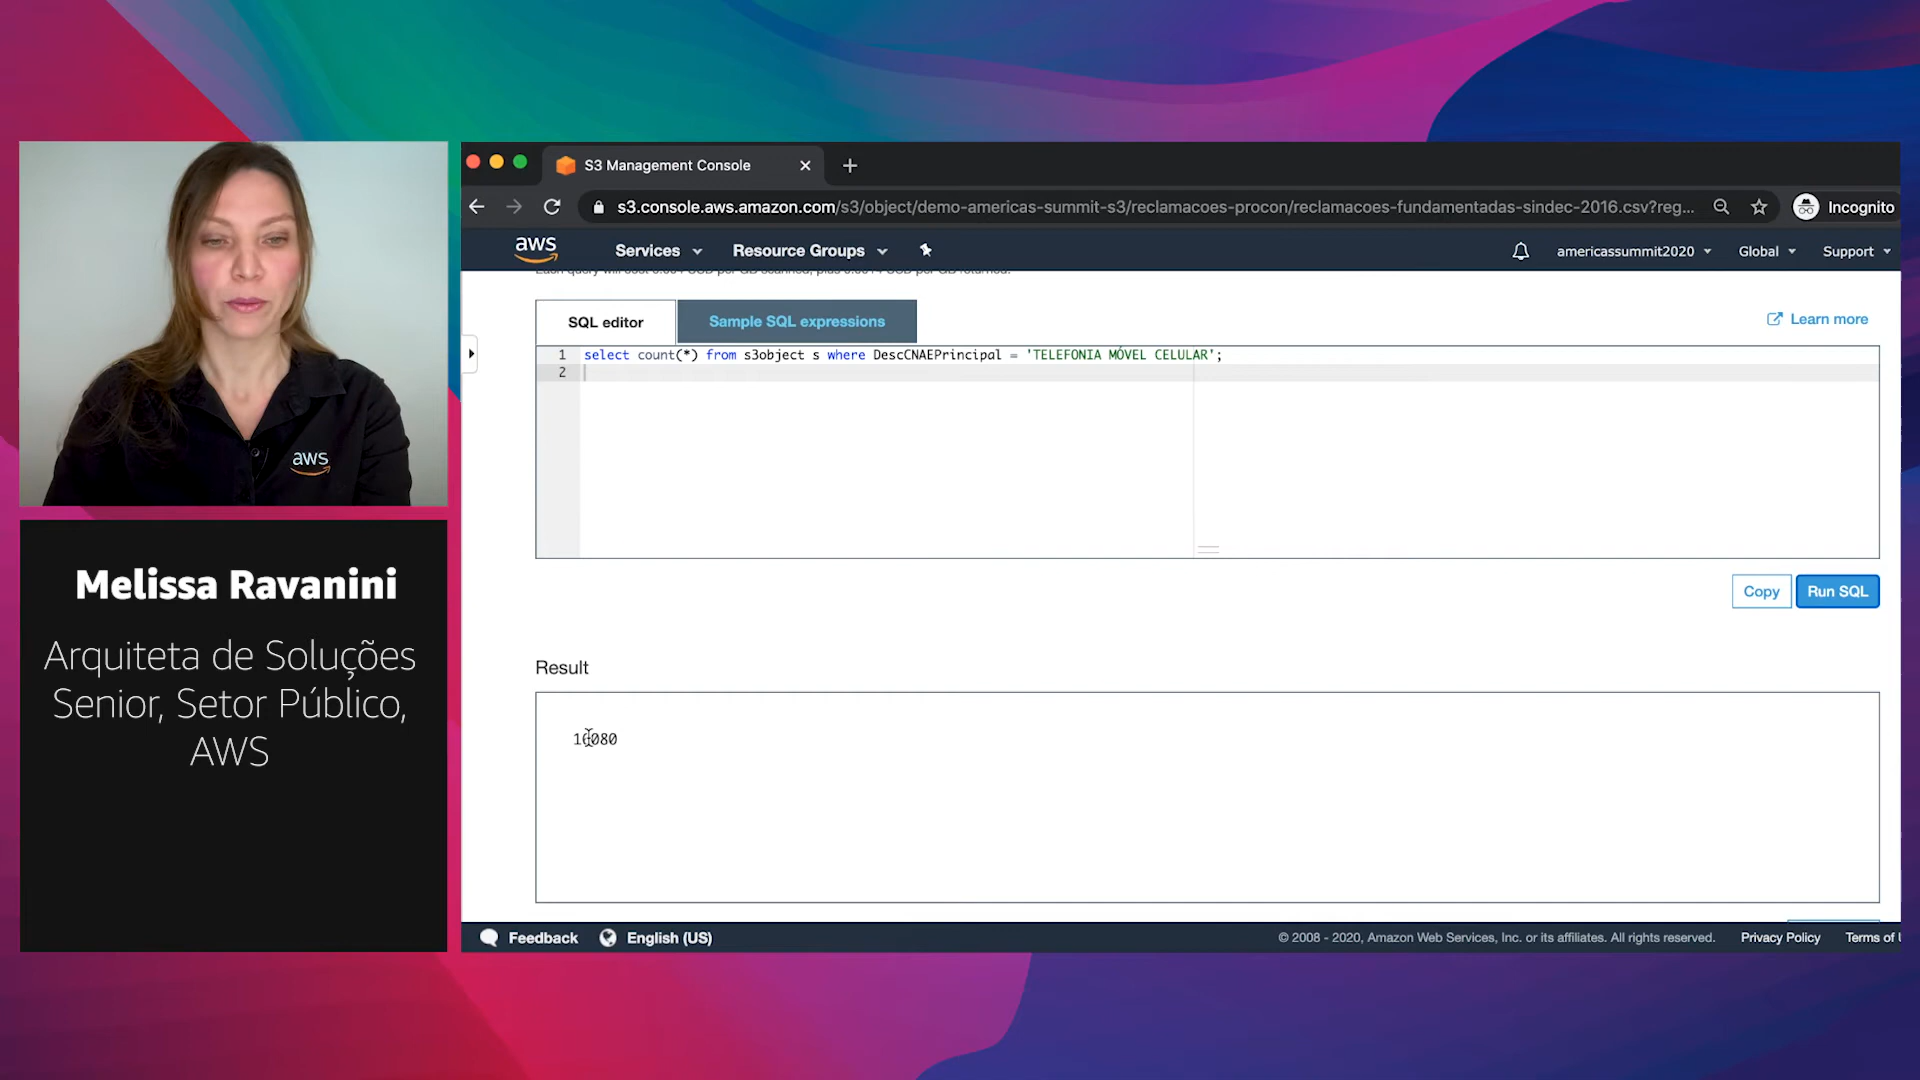 S3 Management Console
s3.console.aws.amazon.com/s3/object/demo-americas-summit-s3/reclamacoes-procon/reclamacoes-fundamentadas-sindec-2016.csv?reg...
Incognito
aws
Services
Resource Groups
americassummit2020
Global
Support
SQL editor
Sample SQL expressions
Learn more
1 select count(*) from s3object s where DescCNAEPrincipal = 'TELEFONIA MÓVEL CELULAR';
2
Copy
Run SQL
Result
aws
Melissa Ravanini
Arquiteta de Soluções
Senior, Setor Público,
AWS
Feedback
English (US)
© 2008 - 2020, Amazon Web Services, Inc. or its affiliates. All rights reserved.
Privacy Policy
Terms of